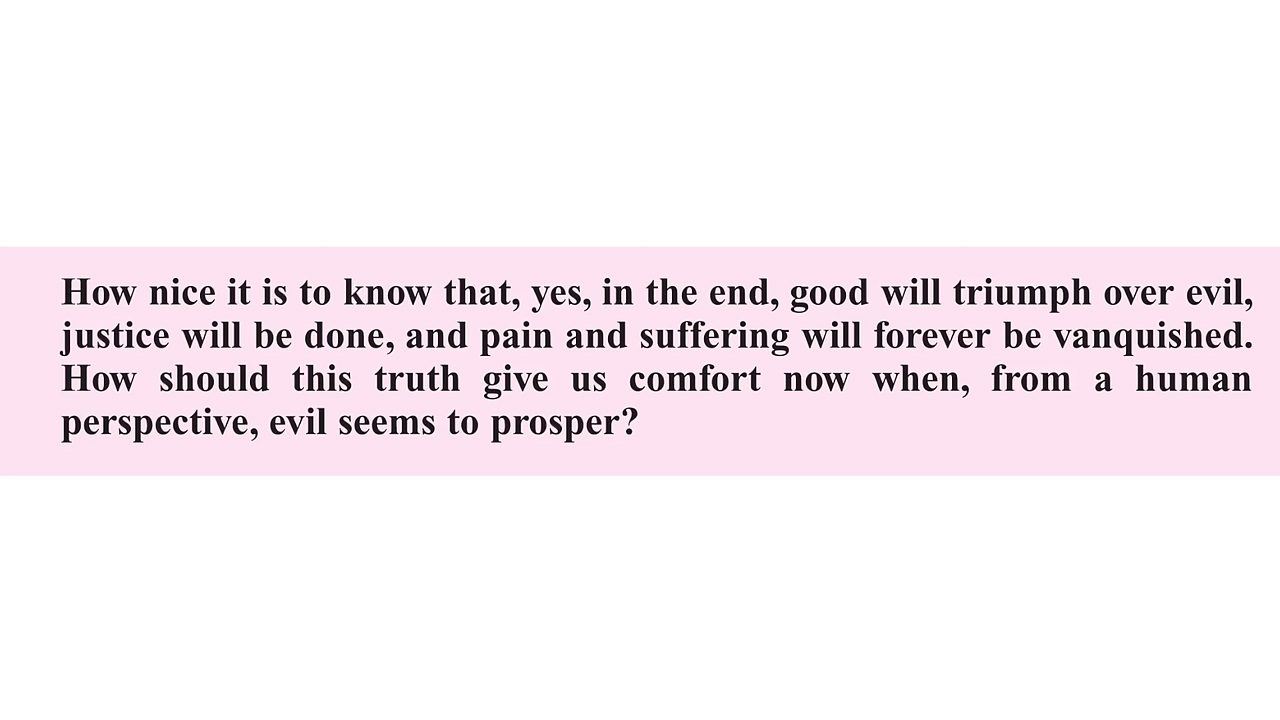 How nice it is to know that, yes, in the end, good will triumph over evil,
justice will be done, and pain and suffering will forever be vanquished.
How should this truth give us comfort now when, from a human
perspective, evil seems to prosper?